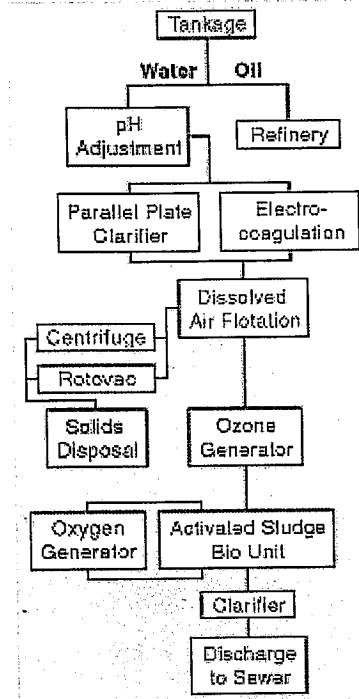 Tankage
Water Oil
pH
Adjustment
Refinery
Parallel Plate
Clarifier
Electro-
coagulation
Dissolved
Air Flotation
Centrifuge
Rotovac
Solids
Disposal
Ozone
Generator
Oxygen
Generator
Activated Sludge
Bio Unit
Clarifier
Discharge
to Sewar